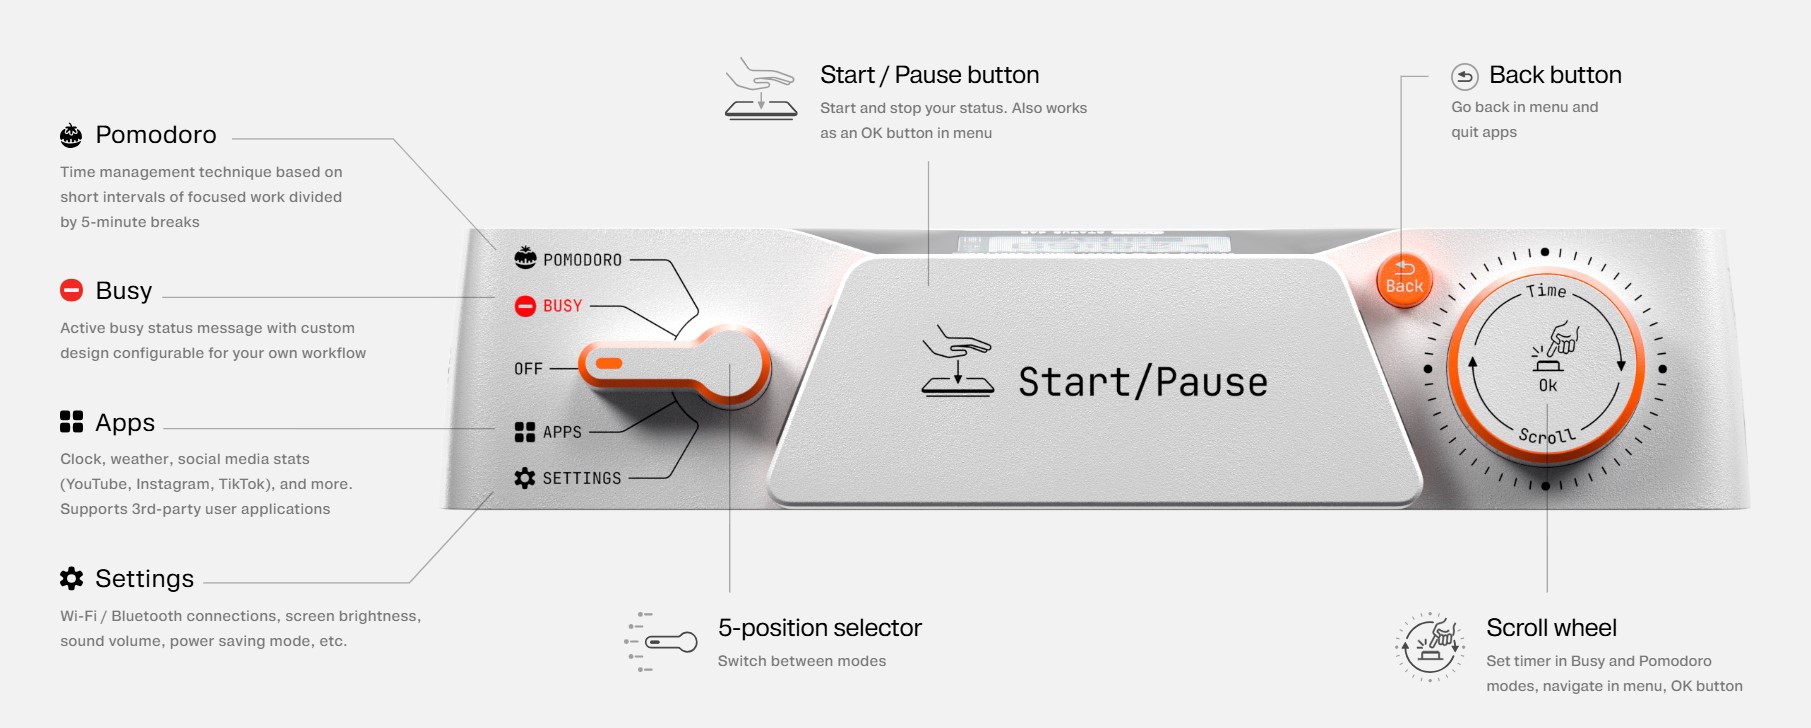 Start / Pause button
Start and stop your status. Also works
as an OK button in menu
Back button
Go back in menu and
quit apps
Pomodoro
Time management technique based on
short intervals of focused work divided
by 5-minute breaks
Busy
Active busy status message with custom
design configurable for your own workflow
Apps
Clock, weather, social media stats
(YouTube, Instagram, TikTok), and more.
Supports 3rd-party user applications
Settings
Wi-Fi / Bluetooth connections, screen brightness,
sound volume, power saving mode, etc.
POMODORO
BUSY
OFF
APPS
SETTINGS
Start/Pause
Back
Time
Ok
Scroll
5-position selector
Switch between modes
Scroll wheel
Set timer in Busy and Pomodoro
modes, navigate in menu, OK button